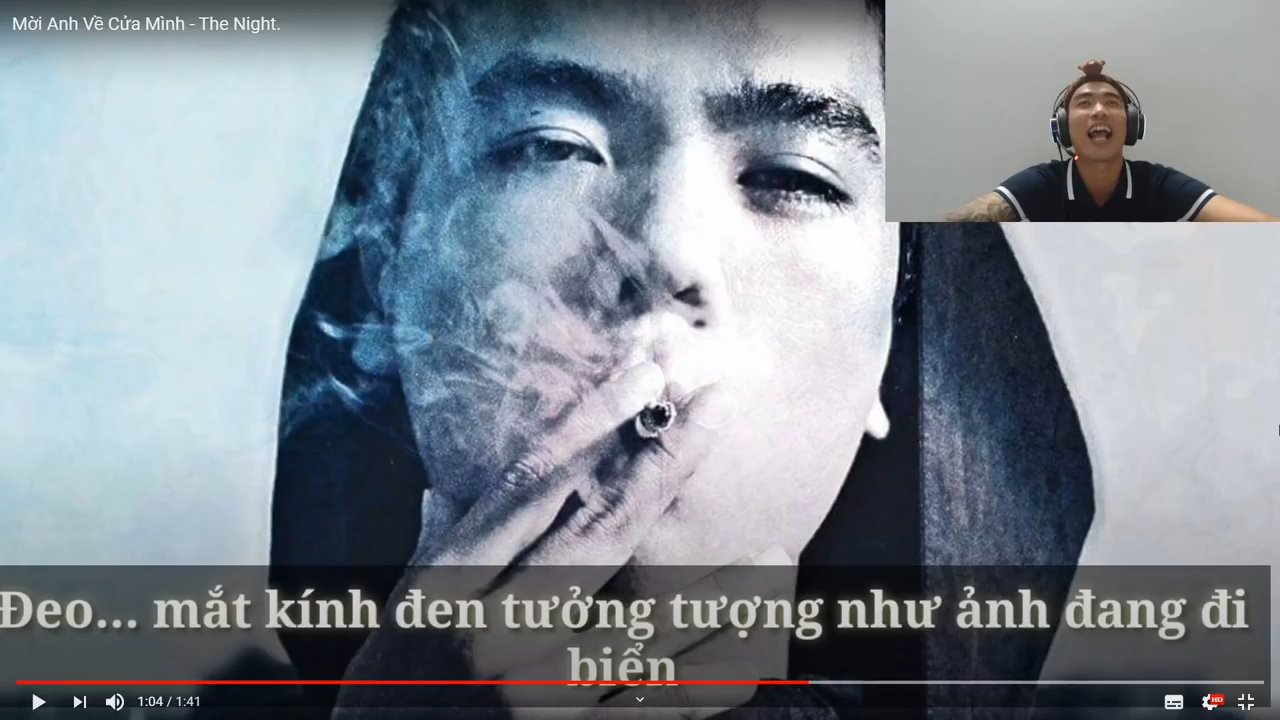 Mời Anh Về Cửa Mình - The Night.
Đeo... mắt kính đen tưởng tượng như ảnh đang đi
biển
1:04 / 1:41
HD